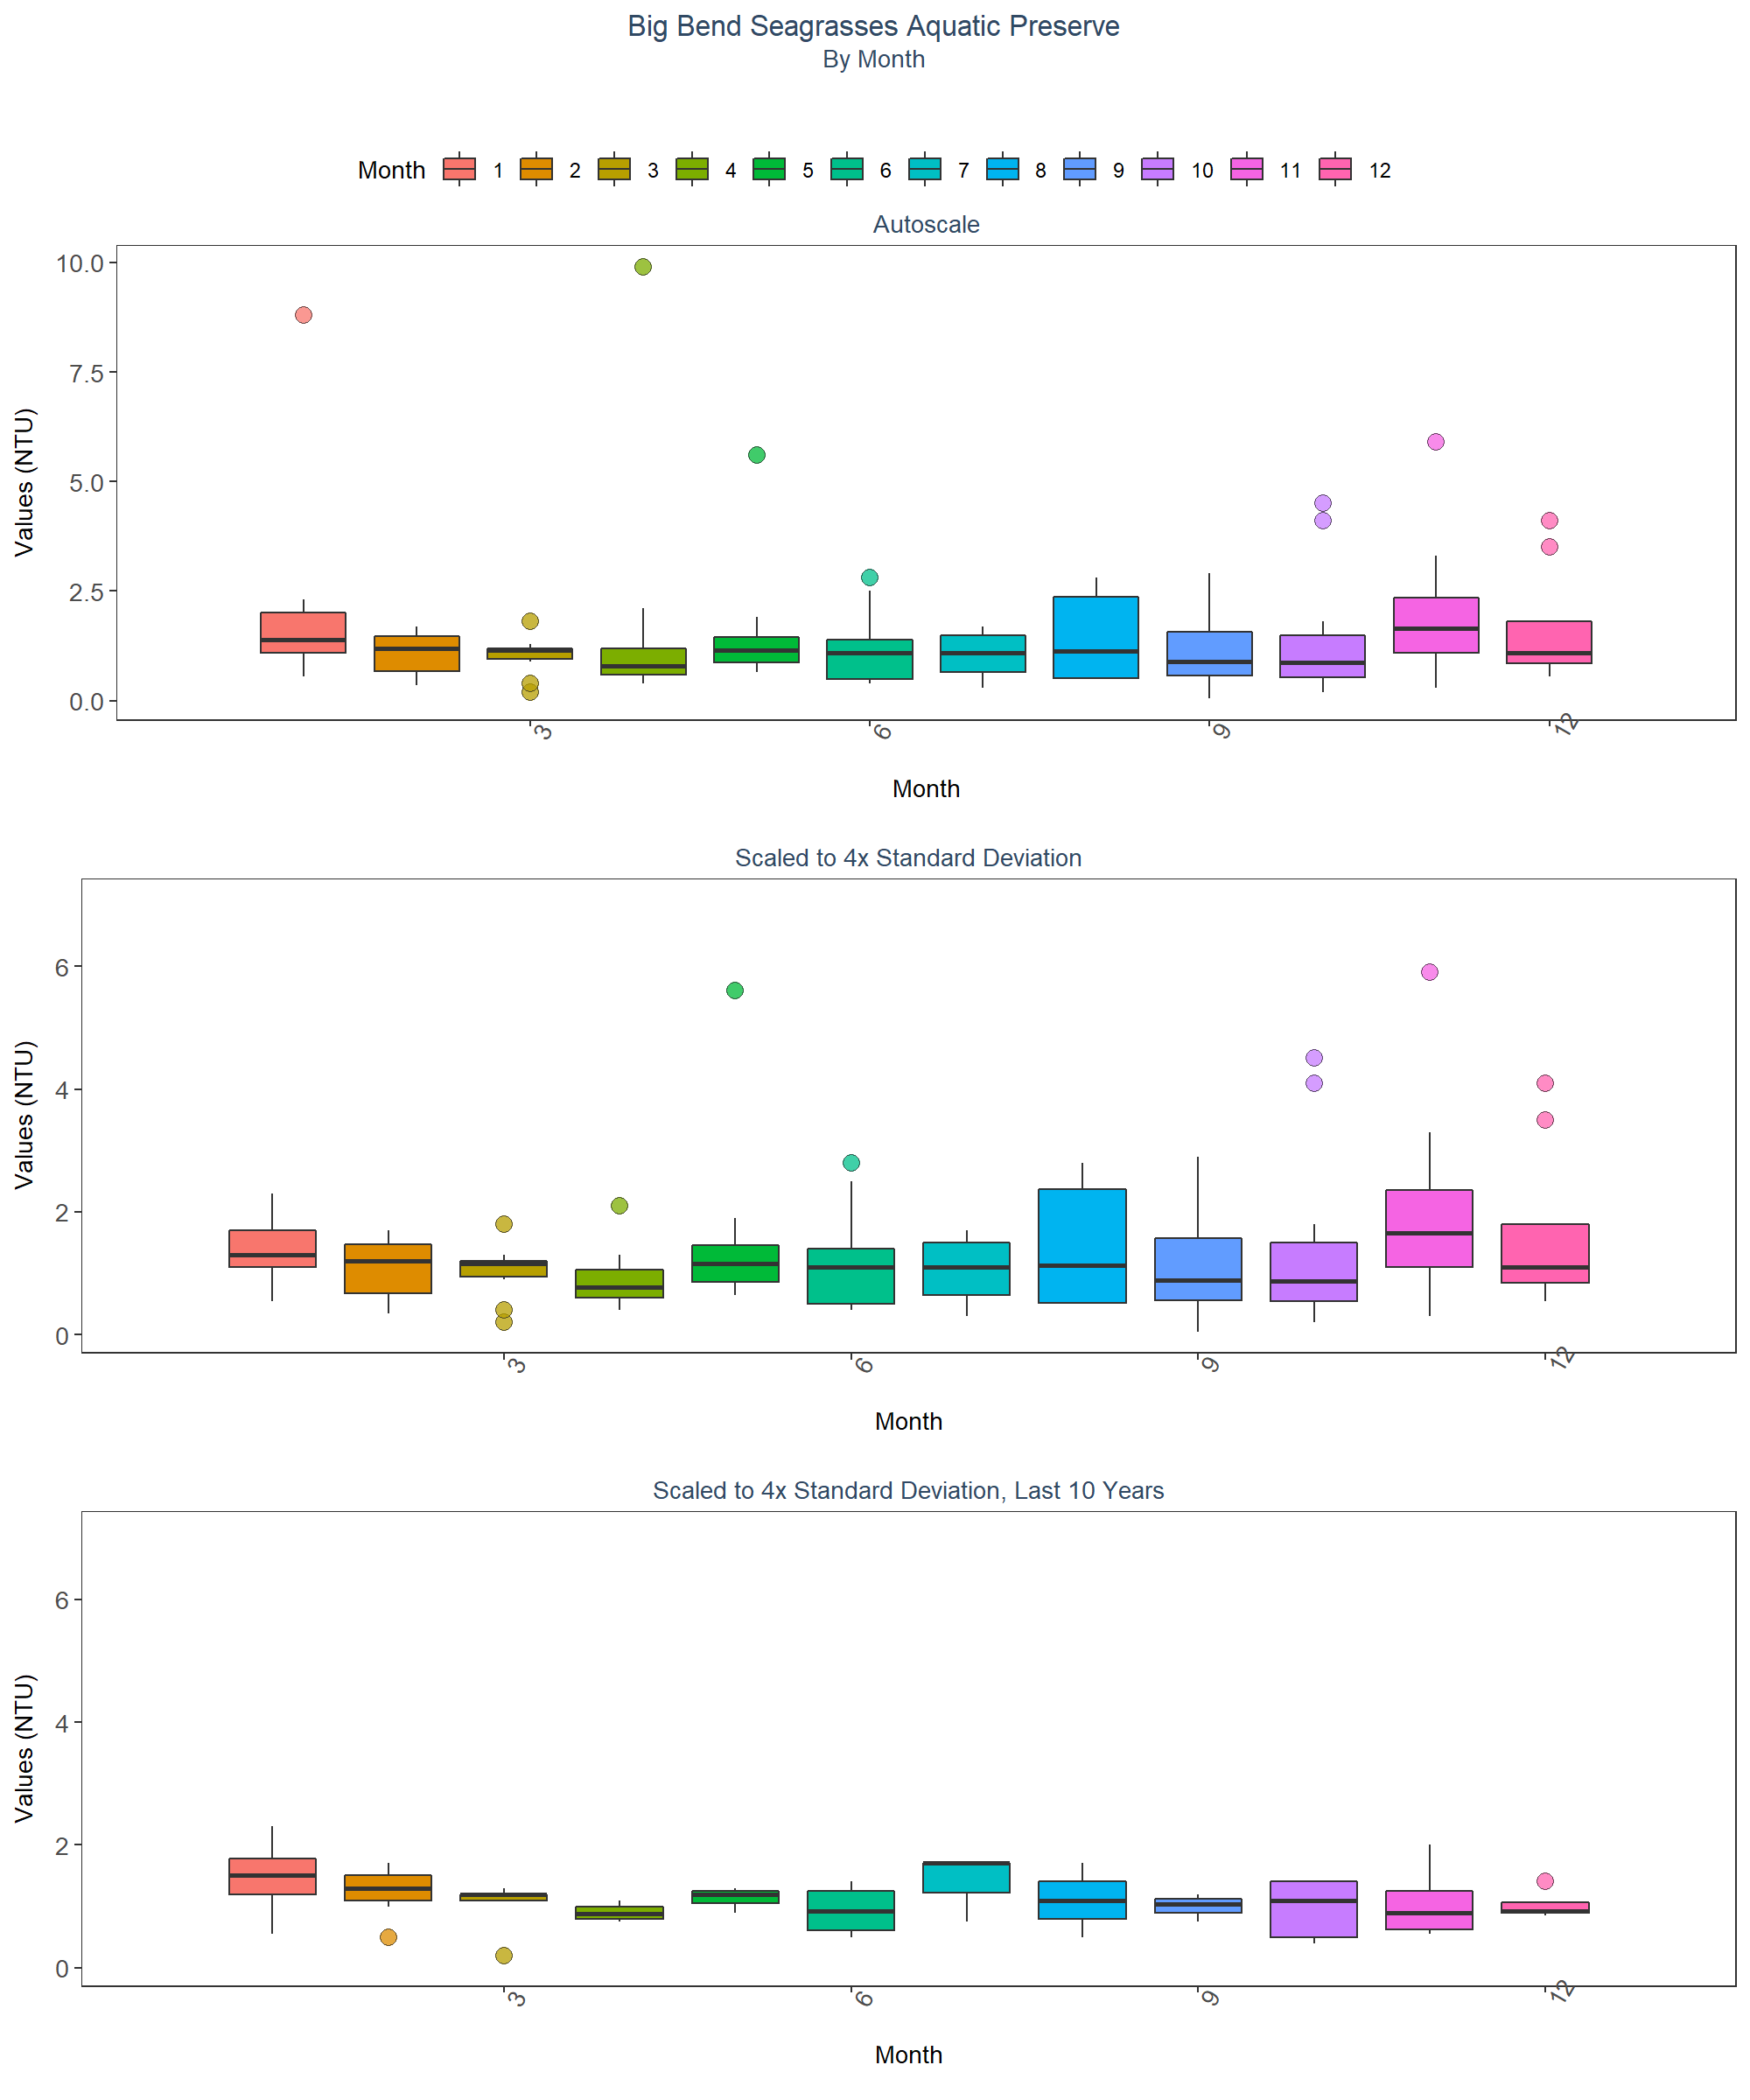 Big Bend Seagrasses Aquatic Preserve
By Month
Month 1 2 3 4 5 6 7 8 9 10 11 12
Autoscale
Values (NTU)
10.0
7.5
5.0
2.5
0.0
3 6 9 12
Month
Scaled to 4x Standard Deviation
Values (NTU)
6
4
2
0
3 6 9 12
Month
Scaled to 4x Standard Deviation, Last 10 Years
Values (NTU)
6
4
2
0
3 6 9 12
Month